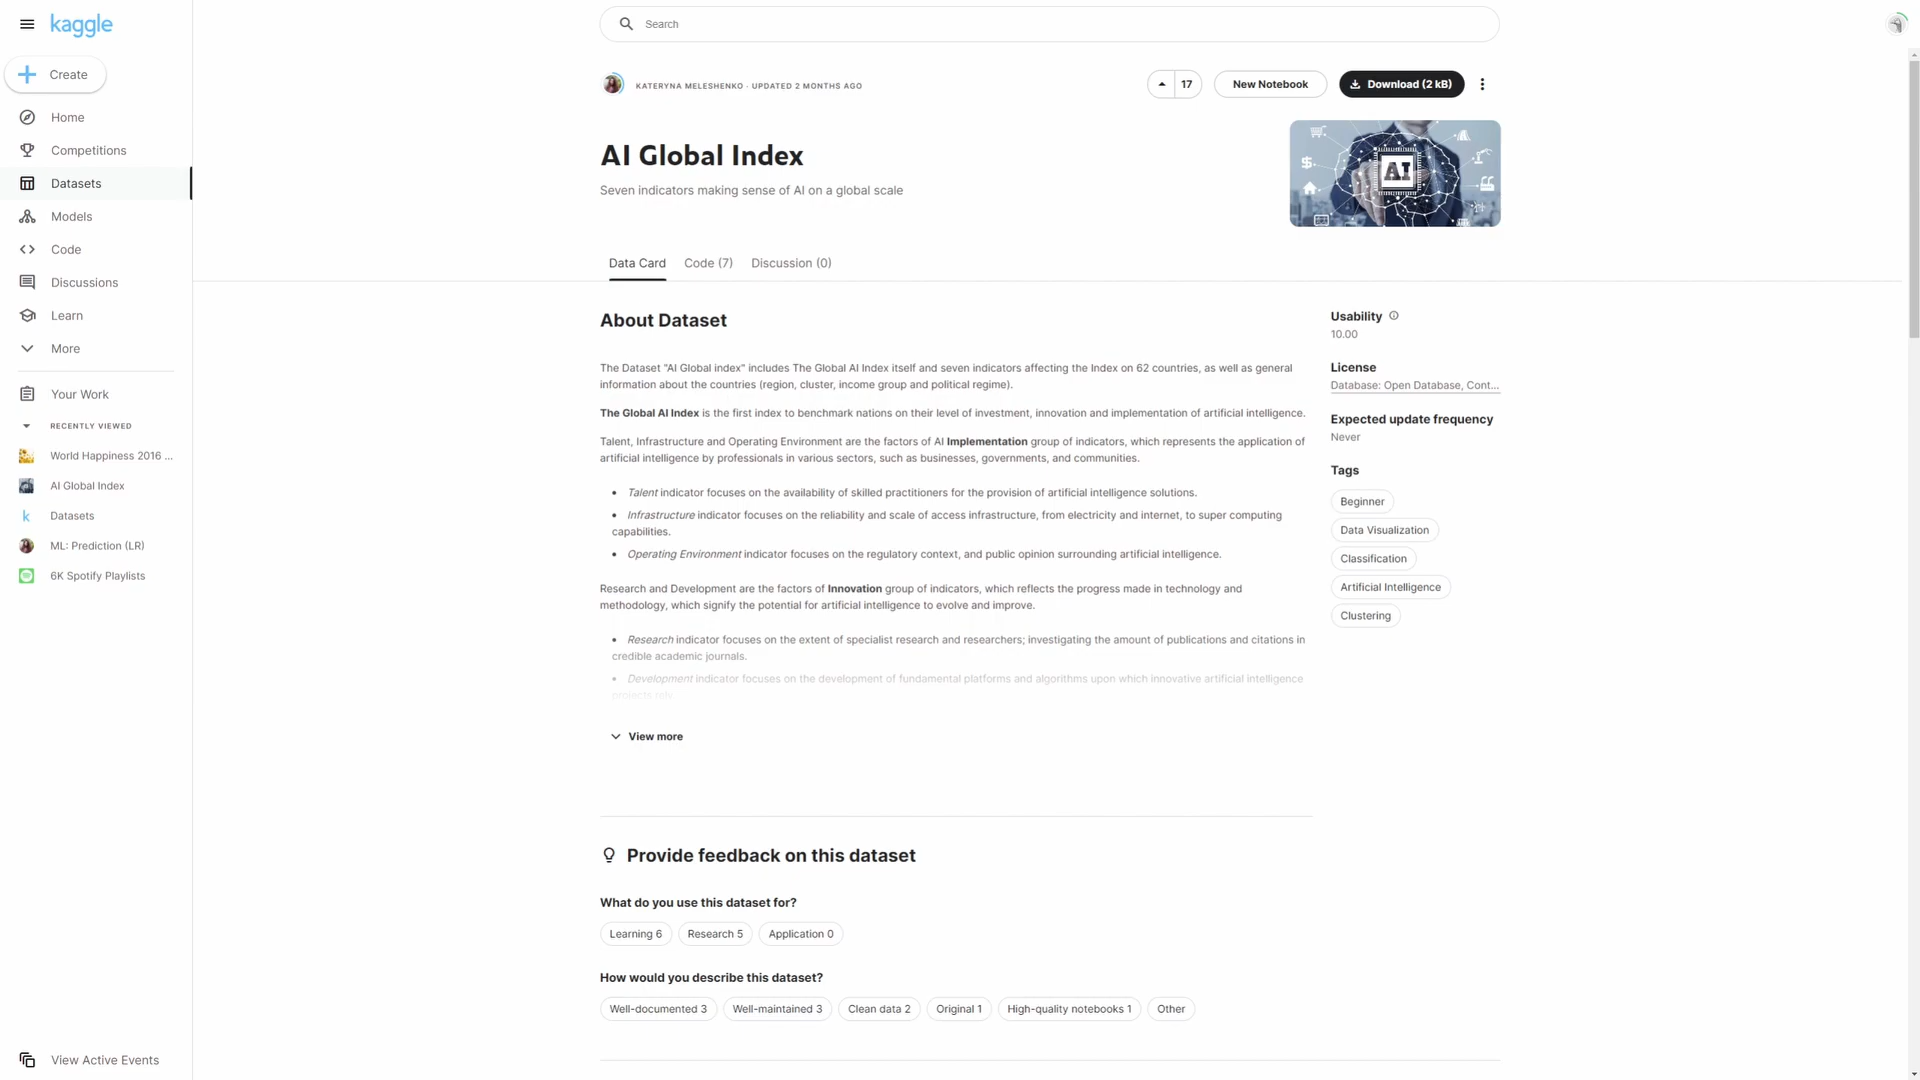 kaggle
Search
Create
Home
Competitions
Datasets
Models
Code
Discussions
Learn
More
Your Work
RECENTLY VIEWED
World Happiness 2016 ...
AI Global Index
Datasets
ML: Prediction (LR)
6K Spotify Playlists
View Active Events
KATERYNA MELESHENKO · UPDATED 2 MONTHS AGO
17
New Notebook
Download (2 kB)
AI Global Index
Seven indicators making sense of AI on a global scale
AI
$
Data Card
Code (7)
Discussion (0)
About Dataset
The Dataset "AI Global index" includes The Global AI Index itself and seven indicators affecting the Index on 62 countries, as well as general
information about the countries (region, cluster, income group and political regime).
The Global AI Index is the first index to benchmark nations on their level of investment, innovation and implementation of artificial intelligence.
Talent, Infrastructure and Operating Environment are the factors of AI Implementation group of indicators, which represents the application of
artificial intelligence by professionals in various sectors, such as businesses, governments, and communities.
• Talent indicator focuses on the availability of skilled practitioners for the provision of artificial intelligence solutions.
• Infrastructure indicator focuses on the reliability and scale of access infrastructure, from electricity and internet, to super computing
capabilities.
• Operating Environment indicator focuses on the regulatory context, and public opinion surrounding artificial intelligence.
Research and Development are the factors of Innovation group of indicators, which reflects the progress made in technology and
methodology, which signify the potential for artificial intelligence to evolve and improve.
• Research indicator focuses on the extent of specialist research and researchers; investigating the amount of publications and citations in
credible academic journals.
• Development indicator focuses on the development of fundamental platforms and algorithms upon which innovative artificial intelligence
projects rely.
View more
Usability
10.00
License
Database: Open Database, Cont...
Expected update frequency
Never
Tags
Beginner
Data Visualization
Classification
Artificial Intelligence
Clustering
Provide feedback on this dataset
What do you use this dataset for?
Learning 6
Research 5
Application 0
How would you describe this dataset?
Well-documented 3
Well-maintained 3
Clean data 2
Original 1
High-quality notebooks 1
Other